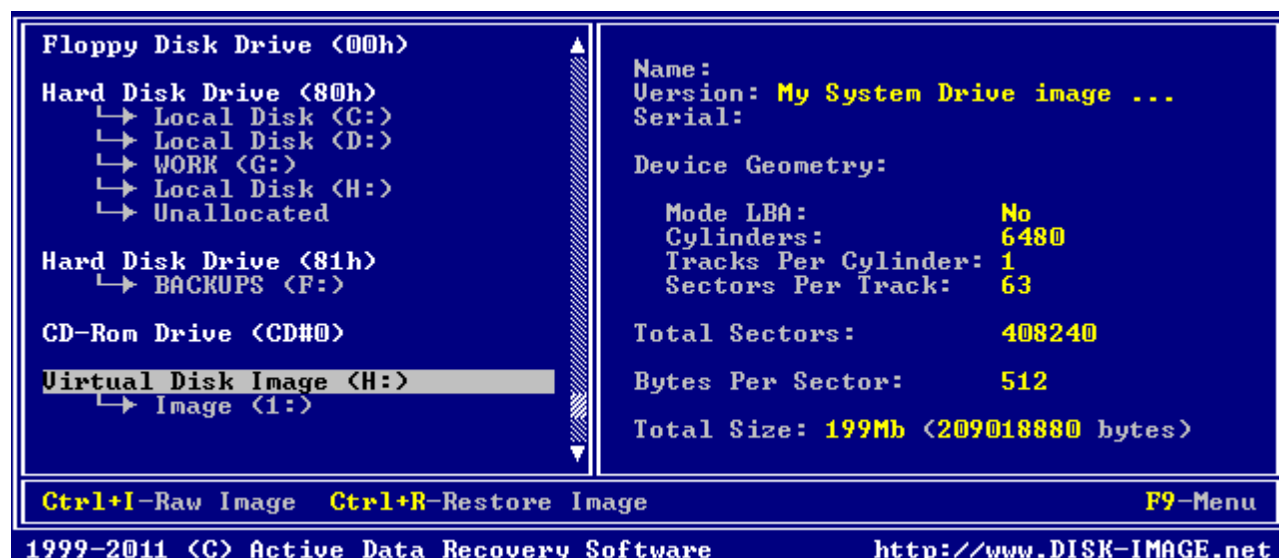 Floppy Disk Drive (00h)
Hard Disk Drive (80h)
Local Disk (C:)
Local Disk (D:)
WORK (G:)
Local Disk (H:)
Unallocated
Hard Disk Drive (81h)
BACKUPS (F:)
CD-Rom Drive (CD#0)
Virtual Disk Image (H:)
Image (1:)
Name:
Version: My System Drive image ...
Serial:
Device Geometry:
Mode LBA: No
Cylinders: 6480
Tracks Per Cylinder: 1
Sectors Per Track: 63
Total Sectors: 408240
Bytes Per Sector: 512
Total Size: 199Mb (209018880 bytes)
Ctrl+I-Raw Image Ctrl+R-Restore Image F9-Menu
1999-2011 (C) Active Data Recovery Software http://www.DISK-IMAGE.net